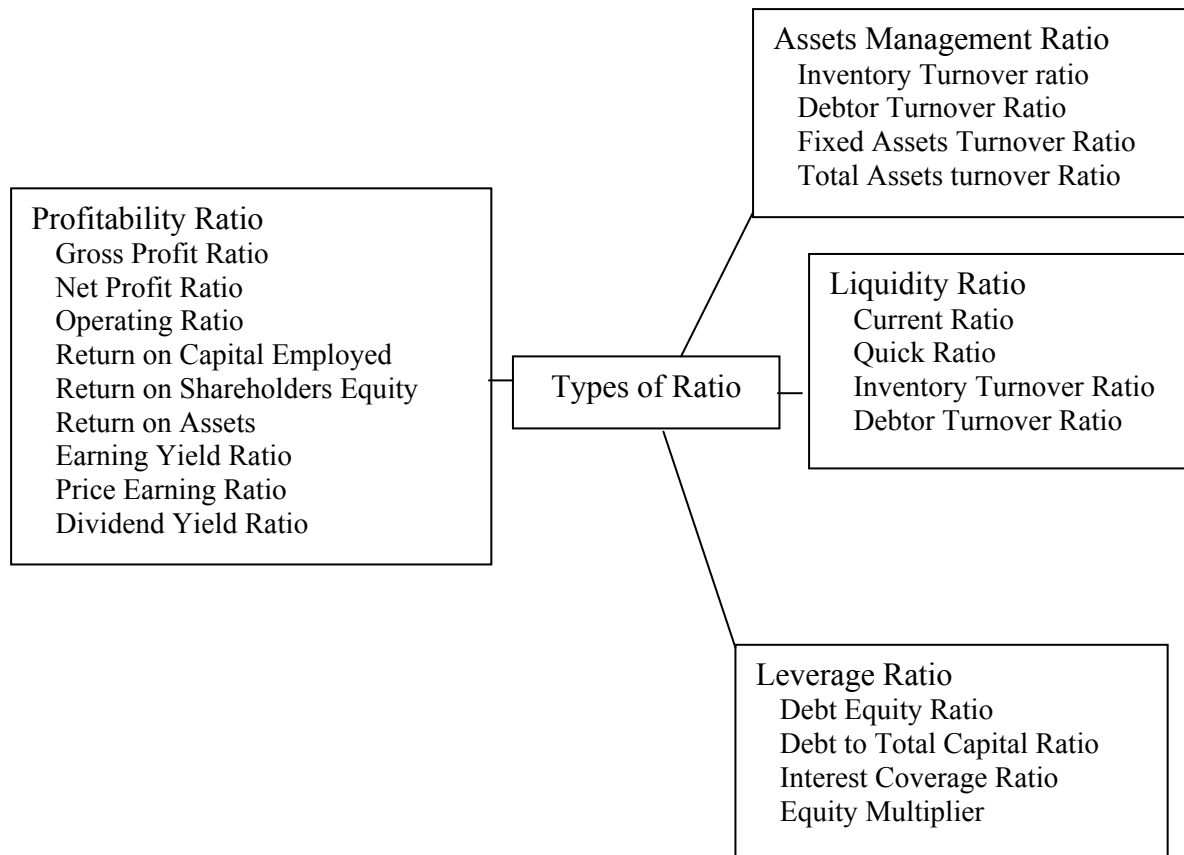 Assets Management Ratio
Inventory Turnover ratio
Debtor Turnover Ratio
Fixed Assets Turnover Ratio
Total Assets turnover Ratio
Profitability Ratio
Gross Profit Ratio
Net Profit Ratio
Operating Ratio
Return on Capital Employed
Return on Shareholders Equity
Return on Assets
Earning Yield Ratio
Price Earning Ratio
Dividend Yield Ratio
Types of Ratio
Liquidity Ratio
Current Ratio
Quick Ratio
Inventory Turnover Ratio
Debtor Turnover Ratio
Leverage Ratio
Debt Equity Ratio
Debt to Total Capital Ratio
Interest Coverage Ratio
Equity Multiplier